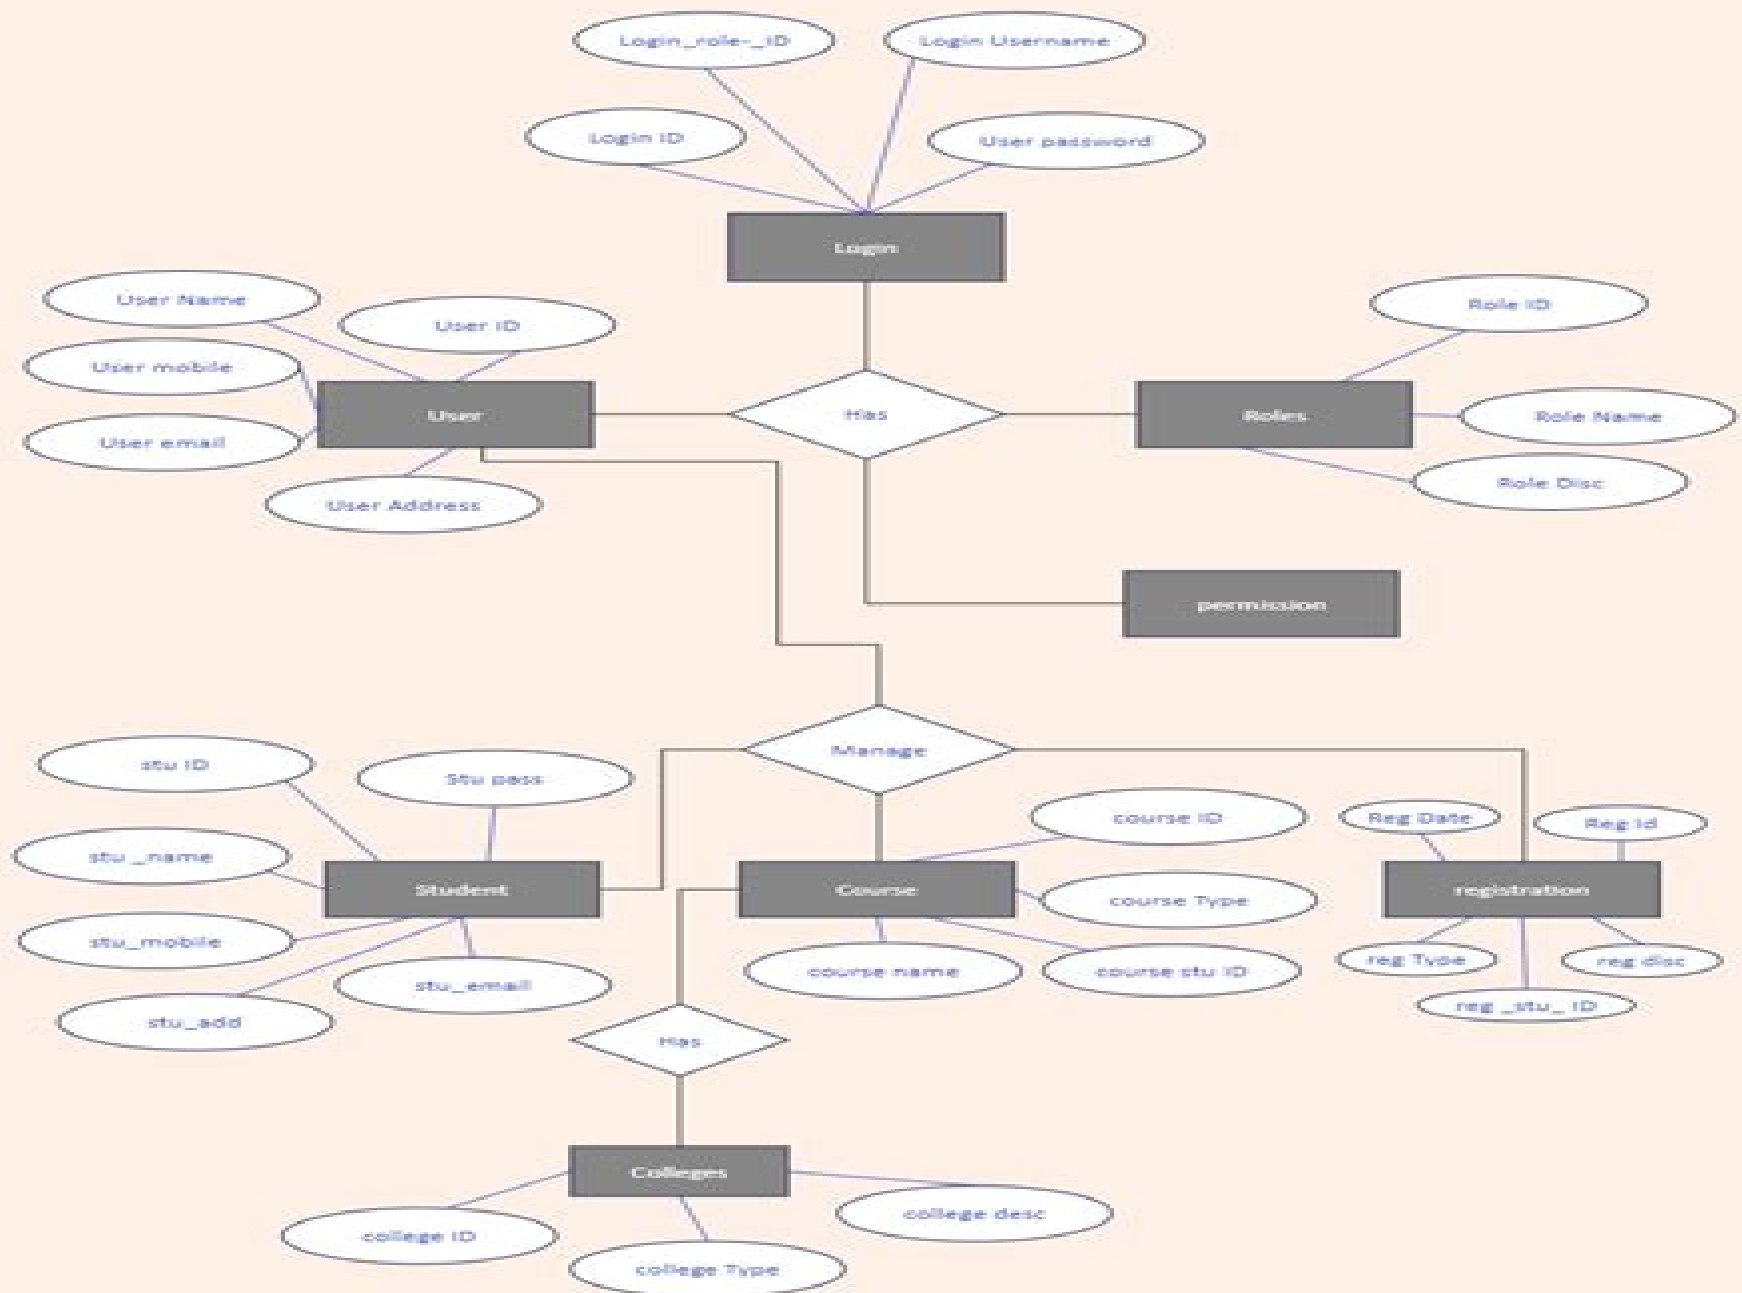 Login_role-_ID
Login Username
Login ID
User password
Login
User Name
User ID
Role ID
User mobile
User
Has
Roles
Role Name
User email
Role Disc
User Address
permission
Manage
stu ID
Stu pass
course ID
Reg Date
Reg Id
stu _name
Student
Course
registration
course Type
stu_mobile
course name
course stu ID
reg Type
reg disc
stu_email
reg _stu_ ID
stu_add
Has
Colleges
college desc
college ID
college Type